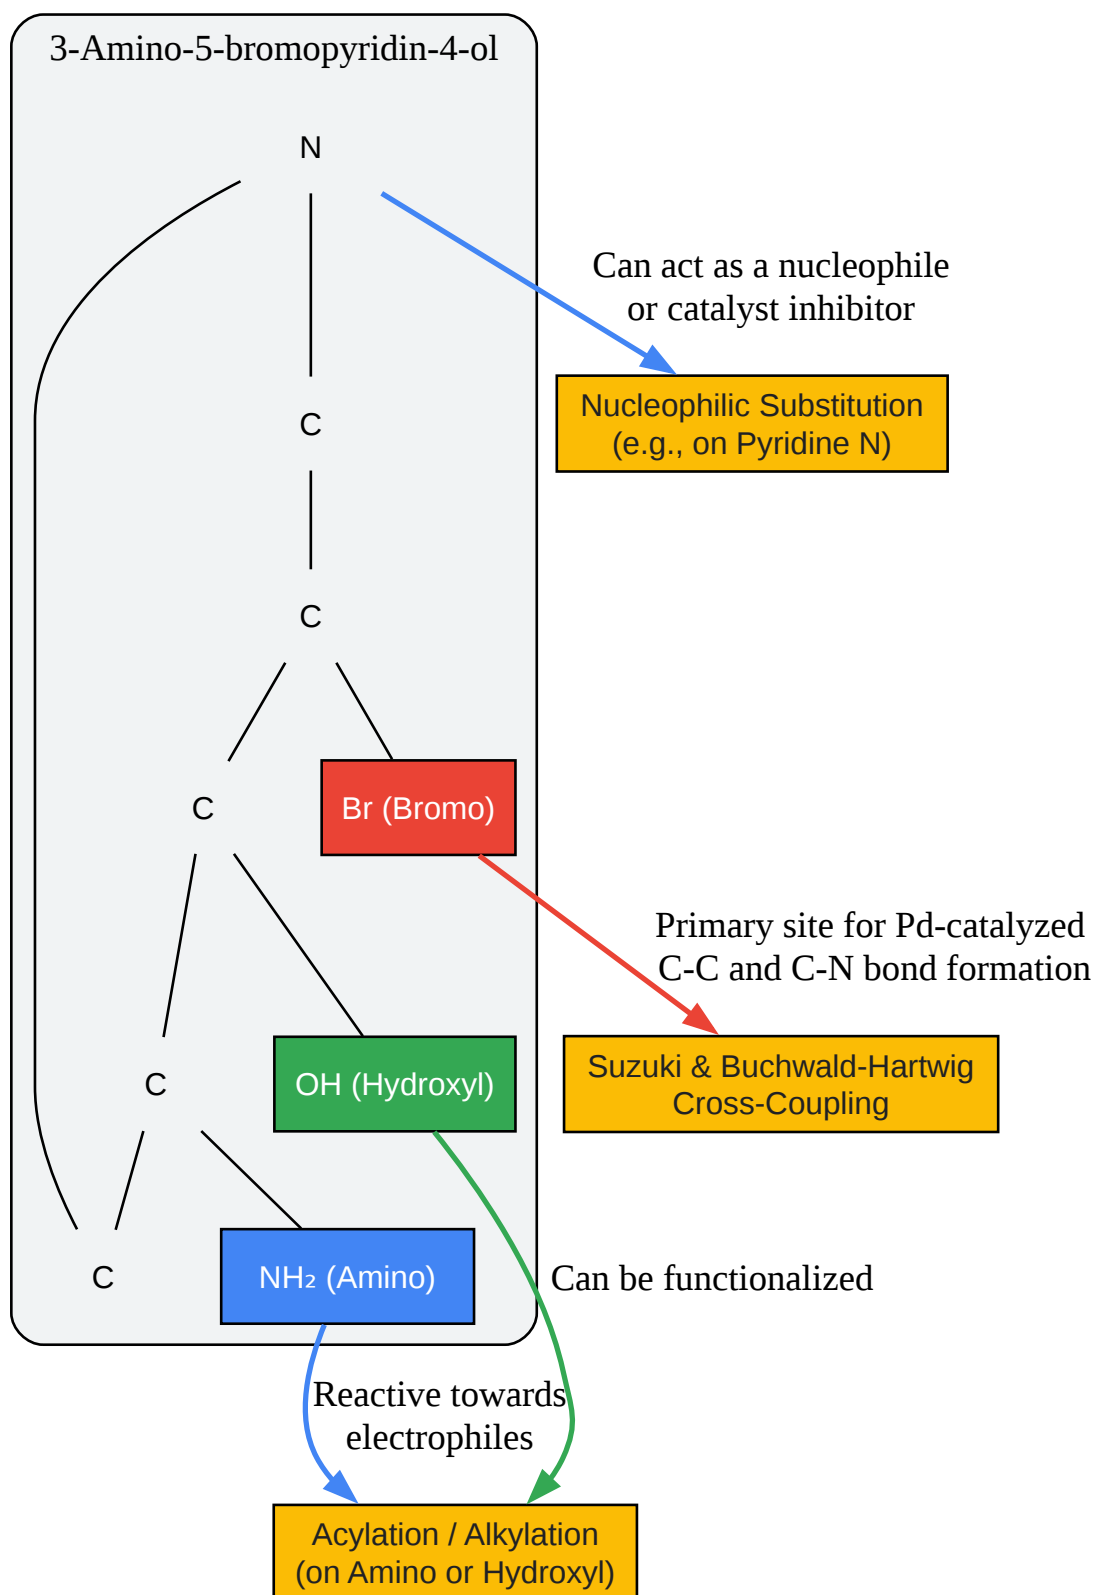 3-Amino-5-bromopyridin-4-ol
N
Can act as a nucleophile
or catalyst inhibitor
Nucleophilic Substitution
(e.g., on Pyridine N)
C
C
C
Br (Bromo)
Primary site for Pd-catalyzed
C-C and C-N bond formation
Suzuki & Buchwald-Hartwig
Cross-Coupling
C
OH (Hydroxyl)
C
NH₂ (Amino)
Can be functionalized
Reactive towards
electrophiles
Acylation / Alkylation
(on Amino or Hydroxyl)